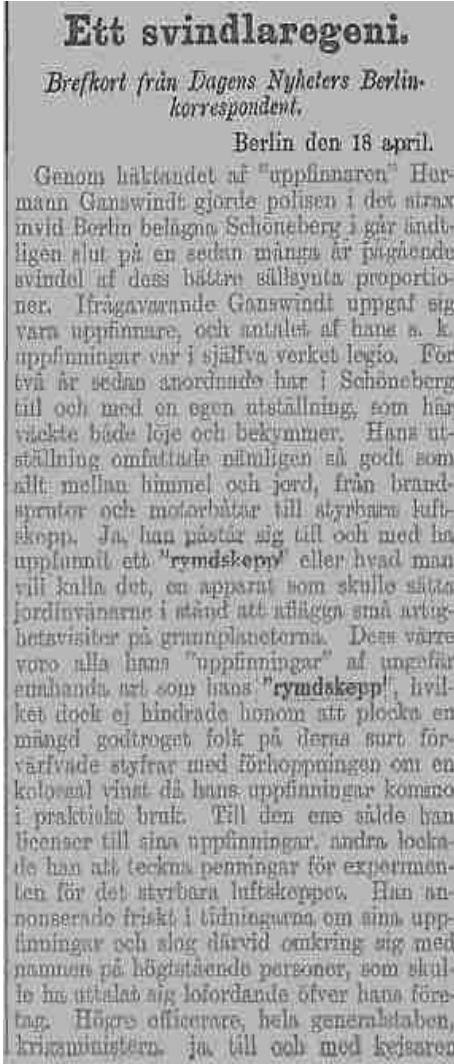 Ett svindlaregeni.
Brefkort från Dagens Nyheters Berlin-
korrespondent.
Berlin den 18 april.
Genom häktandet af "uppfinnaren" Her-
mann Ganswindt gjorde polisen i det strax
invid Berlin belägna Schöneberg i går ändt-
ligen slut på en sedan många år pågående
svindel af dess bättre sällsynta proportio-
ner. Ifrågavarande Ganswindt uppgaf sig
vara uppfinnare, och antalet af hans s. k.
uppfinningar var i själfva verket legio. För
två år sedan anordnade han i Schöneberg
till och med en egen utställning, som här
väckte både löje och bekymmer. Hans ut-
ställning omfattade nämligen så godt som
allt mellan himmel och jord, från brand-
sprutor och motorbåtar till styrbara luft-
skepp. Ja, han påstår sig till och med ha
uppfunnit ett "rymdskepp" eller hvad man
vill kalla det, en apparat som skulle sätta
jordinvånarne i stånd att aflägga små artig-
hetsvisiter på grannplaneterna. Dess värre
voro alla hans "uppfinningar" af ungefär
enahanda art som hans "rymdskepp", hvil-
ket dock ej hindrade honom att plocka en
mängd godtroget folk på deras surt för-
värfvade styfrar med förhoppningen om en
kolossal vinst då hans uppfinningar komme
i praktiskt bruk. Till den ene sålde han
licenser till sina uppfinningar, andra locka-
de han att teckna penningar för experimen-
ten för det styrbara luftskeppet. Han an-
nonserade friskt i tidningarna om sina upp-
finningar och slog därvid omkring sig med
namnen på högtstående personer, som skul-
le ha uttalat sig lofordande öfver hans före-
tag. Högre officerare, hela generalstaben,
krigsministern, ja till och med kejsaren